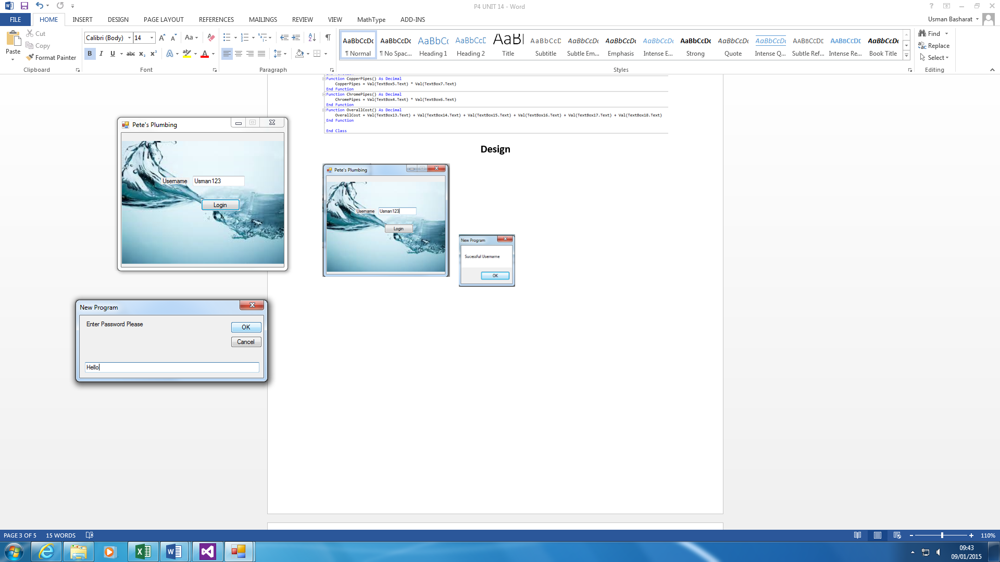 P4 UNIT 14 - Word
FILE HOME INSERT DESIGN PAGE LAYOUT REFERENCES MAILINGS REVIEW VIEW MathType ADD-INS
Usman Basharat
Paste
Cut
Copy
Format Painter
Clipboard
Calibri (Body) 14
Font
Paragraph
AaBbCcDc AaBbCcDc AaBbCc AaBbCcD AaBl AaBbCcD AaBbCcDc AaBbCcDc AaBbCcDc AaBbCcDc AaBbCcDc AaBbCcDc AABBCCDE AABBCCDE AaBbCcDc
¶ Normal ¶ No Spac... Heading 1 Heading 2 Title Subtitle Subtle Em... Emphasis Intense E... Strong Quote Intense Q... Subtle Ref... Intense Re... Book Title
Styles
Find
Replace
Select
Editing
Function CopperPipes() As Decimal
CopperPipes = Val(TextBox5.Text) * Val(TextBox7.Text)
End Function
Function ChromePipes() As Decimal
ChromePipes = Val(TextBox4.Text) * Val(TextBox6.Text)
End Function
Function OverallCost() As Decimal
OverallCost = Val(TextBox13.Text) + Val(TextBox14.Text) + Val(TextBox15.Text) + Val(TextBox16.Text) + Val(TextBox17.Text) + Val(TextBox18.Text)
End Function
End Class
Design
Pete's Plumbing
Username Usman123
Login
Pete's Plumbing
Username Usman123
Login
New Program
Sucessful Username
OK
New Program
Enter Password Please
OK
Cancel
Hello
PAGE 3 OF 5 15 WORDS
110%
09:43
09/01/2015